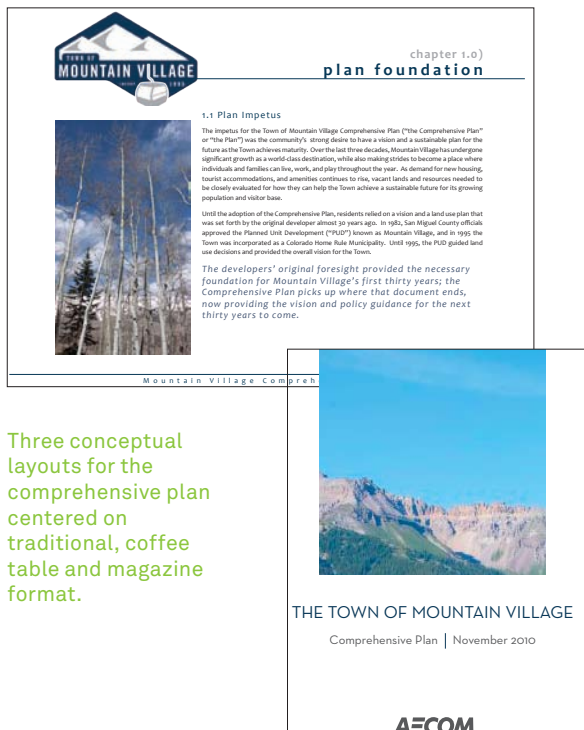 TOWN OF
MOUNTAIN VILLAGE
1995
chapter 1.0)
plan foundation
1.1 Plan Impetus
The impetus for the Town of Mountain Village Comprehensive Plan ("the Comprehensive Plan"
or "the Plan") was the community's strong desire to have a vision and a sustainable plan for the
future as the Town achieves maturity. Over the last three decades, Mountain Village has undergone
significant growth as a world-class destination, while also making strides to become a place where
individuals and families can live, work, and play throughout the year. As demand for new housing,
tourist accommodations, and amenities continues to rise, vacant lands and resources needed to
be closely evaluated for how they can help the Town achieve a sustainable future for its growing
population and visitor base.
Until the adoption of the Comprehensive Plan, residents relied on a vision and a land use plan that
was set forth by the original developer almost 30 years ago. In 1982, San Miguel County officials
approved the Planned Unit Development ("PUD") known as Mountain Village, and in 1995 the
Town was incorporated as a Colorado Home Rule Municipality. Until 1995, the PUD guided land
use decisions and provided the overall vision for the Town.
The developers' original foresight provided the necessary
foundation for Mountain Village's first thirty years; the
Comprehensive Plan picks up where that document ends,
now providing the vision and policy guidance for the next
thirty years to come.
Mountain Village Compreh
Three conceptual
layouts for the
comprehensive plan
centered on
traditional, coffee
table and magazine
format.
THE TOWN OF MOUNTAIN VILLAGE
Comprehensive Plan | November 2010
AECOM